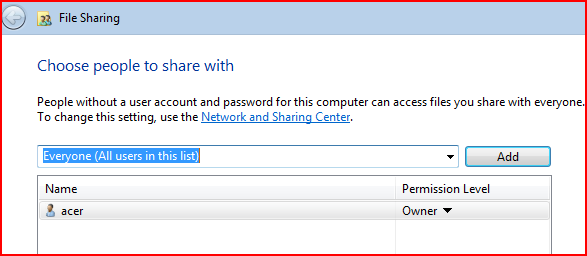 File Sharing
Choose people to share with
People without a user account and password for this computer can access files you share with everyone.
To change this setting, use the Network and Sharing Center.
Everyone (All users in this list) Add
Name Permission Level
acer Owner